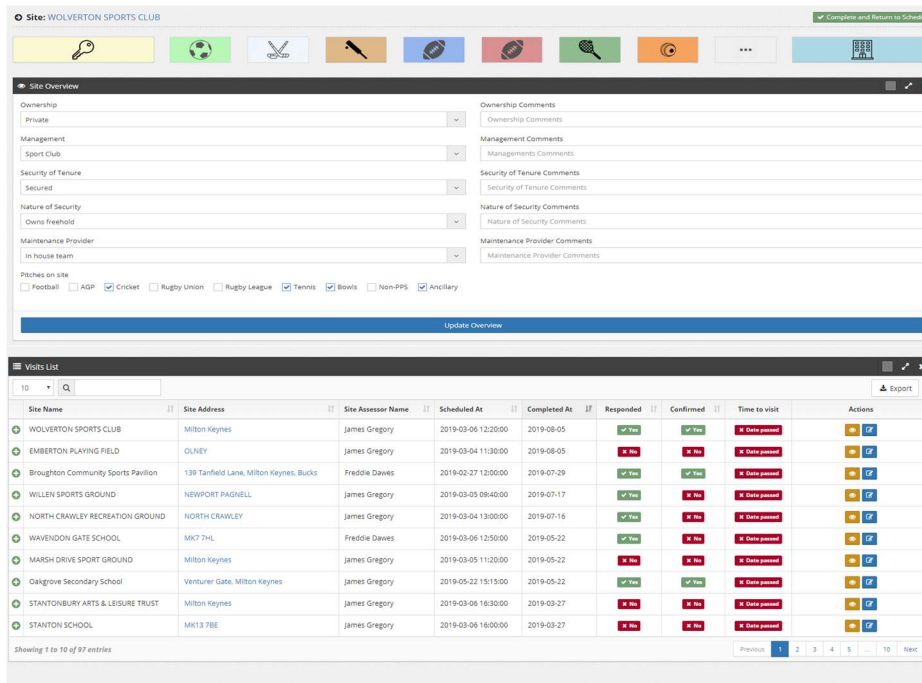 Site: WOLVERTON SPORTS CLUB
Complete and Return to Schedu
Site Overview
Ownership
Ownership Comments
Private
Ownership Comments
Management
Management Comments
Sport Club
Managements Comments
Security of Tenure
Security of Tenure Comments
Secured
Security of Tenure Comments
Nature of Security
Nature of Security Comments
Owns freehold
Nature of Security Comments
Maintenance Provider
Maintenance Provider Comments
in house team
Maintenance Provider Comments
Pitches on site
Football AGP Cricket Rugby Union Rugby League Tennis Bowls Non-PPS Ancillary
Update Overview
Visits List
10
Export
Site Name Site Address Site Assessor Name Scheduled At Completed At Responded Confirmed Time to visit Actions
WOLVERTON SPORTS CLUB Milton Keynes James Gregory 2019-03-06 12:20:00 2019-08-05 Yes Yes Date passed
EMBERTON PLAYING FIELD OLNEY James Gregory 2019-03-04 11:30:00 2019-08-05 No No Date passed
Broughton Community Sports Pavilion 139 Tanfield Lane, Milton Keynes, Bucks Freddie Dawes 2019-02-27 12:00:00 2019-07-29 Yes Yes Date passed
WILLEN SPORTS GROUND NEWPORT PAGNELL James Gregory 2019-03-05 09:40:00 2019-07-17 Yes No Date passed
NORTH CRAWLEY RECREATION GROUND NORTH CRAWLEY James Gregory 2019-03-04 13:00:00 2019-07-16 Yes No Date passed
WAVENDON GATE SCHOOL MK7 7HL Freddie Dawes 2019-03-06 12:50:00 2019-05-22 Yes No Date passed
MARSH DRIVE SPORT GROUND Milton Keynes James Gregory 2019-03-05 11:20:00 2019-05-22 No No Date passed
Oakgrove Secondary School Venturer Gate, Milton Keynes James Gregory 2019-05-22 15:15:00 2019-05-22 Yes Yes Date passed
STANTONBURY ARTS & LEISURE TRUST Milton Keynes James Gregory 2019-03-06 16:30:00 2019-03-27 No No Date passed
STANTON SCHOOL MK13 7BE James Gregory 2019-03-06 16:00:00 2019-03-27 No No Date passed
Showing 1 to 10 of 97 entries
Previous 1 2 3 4 5 ... 10 Next